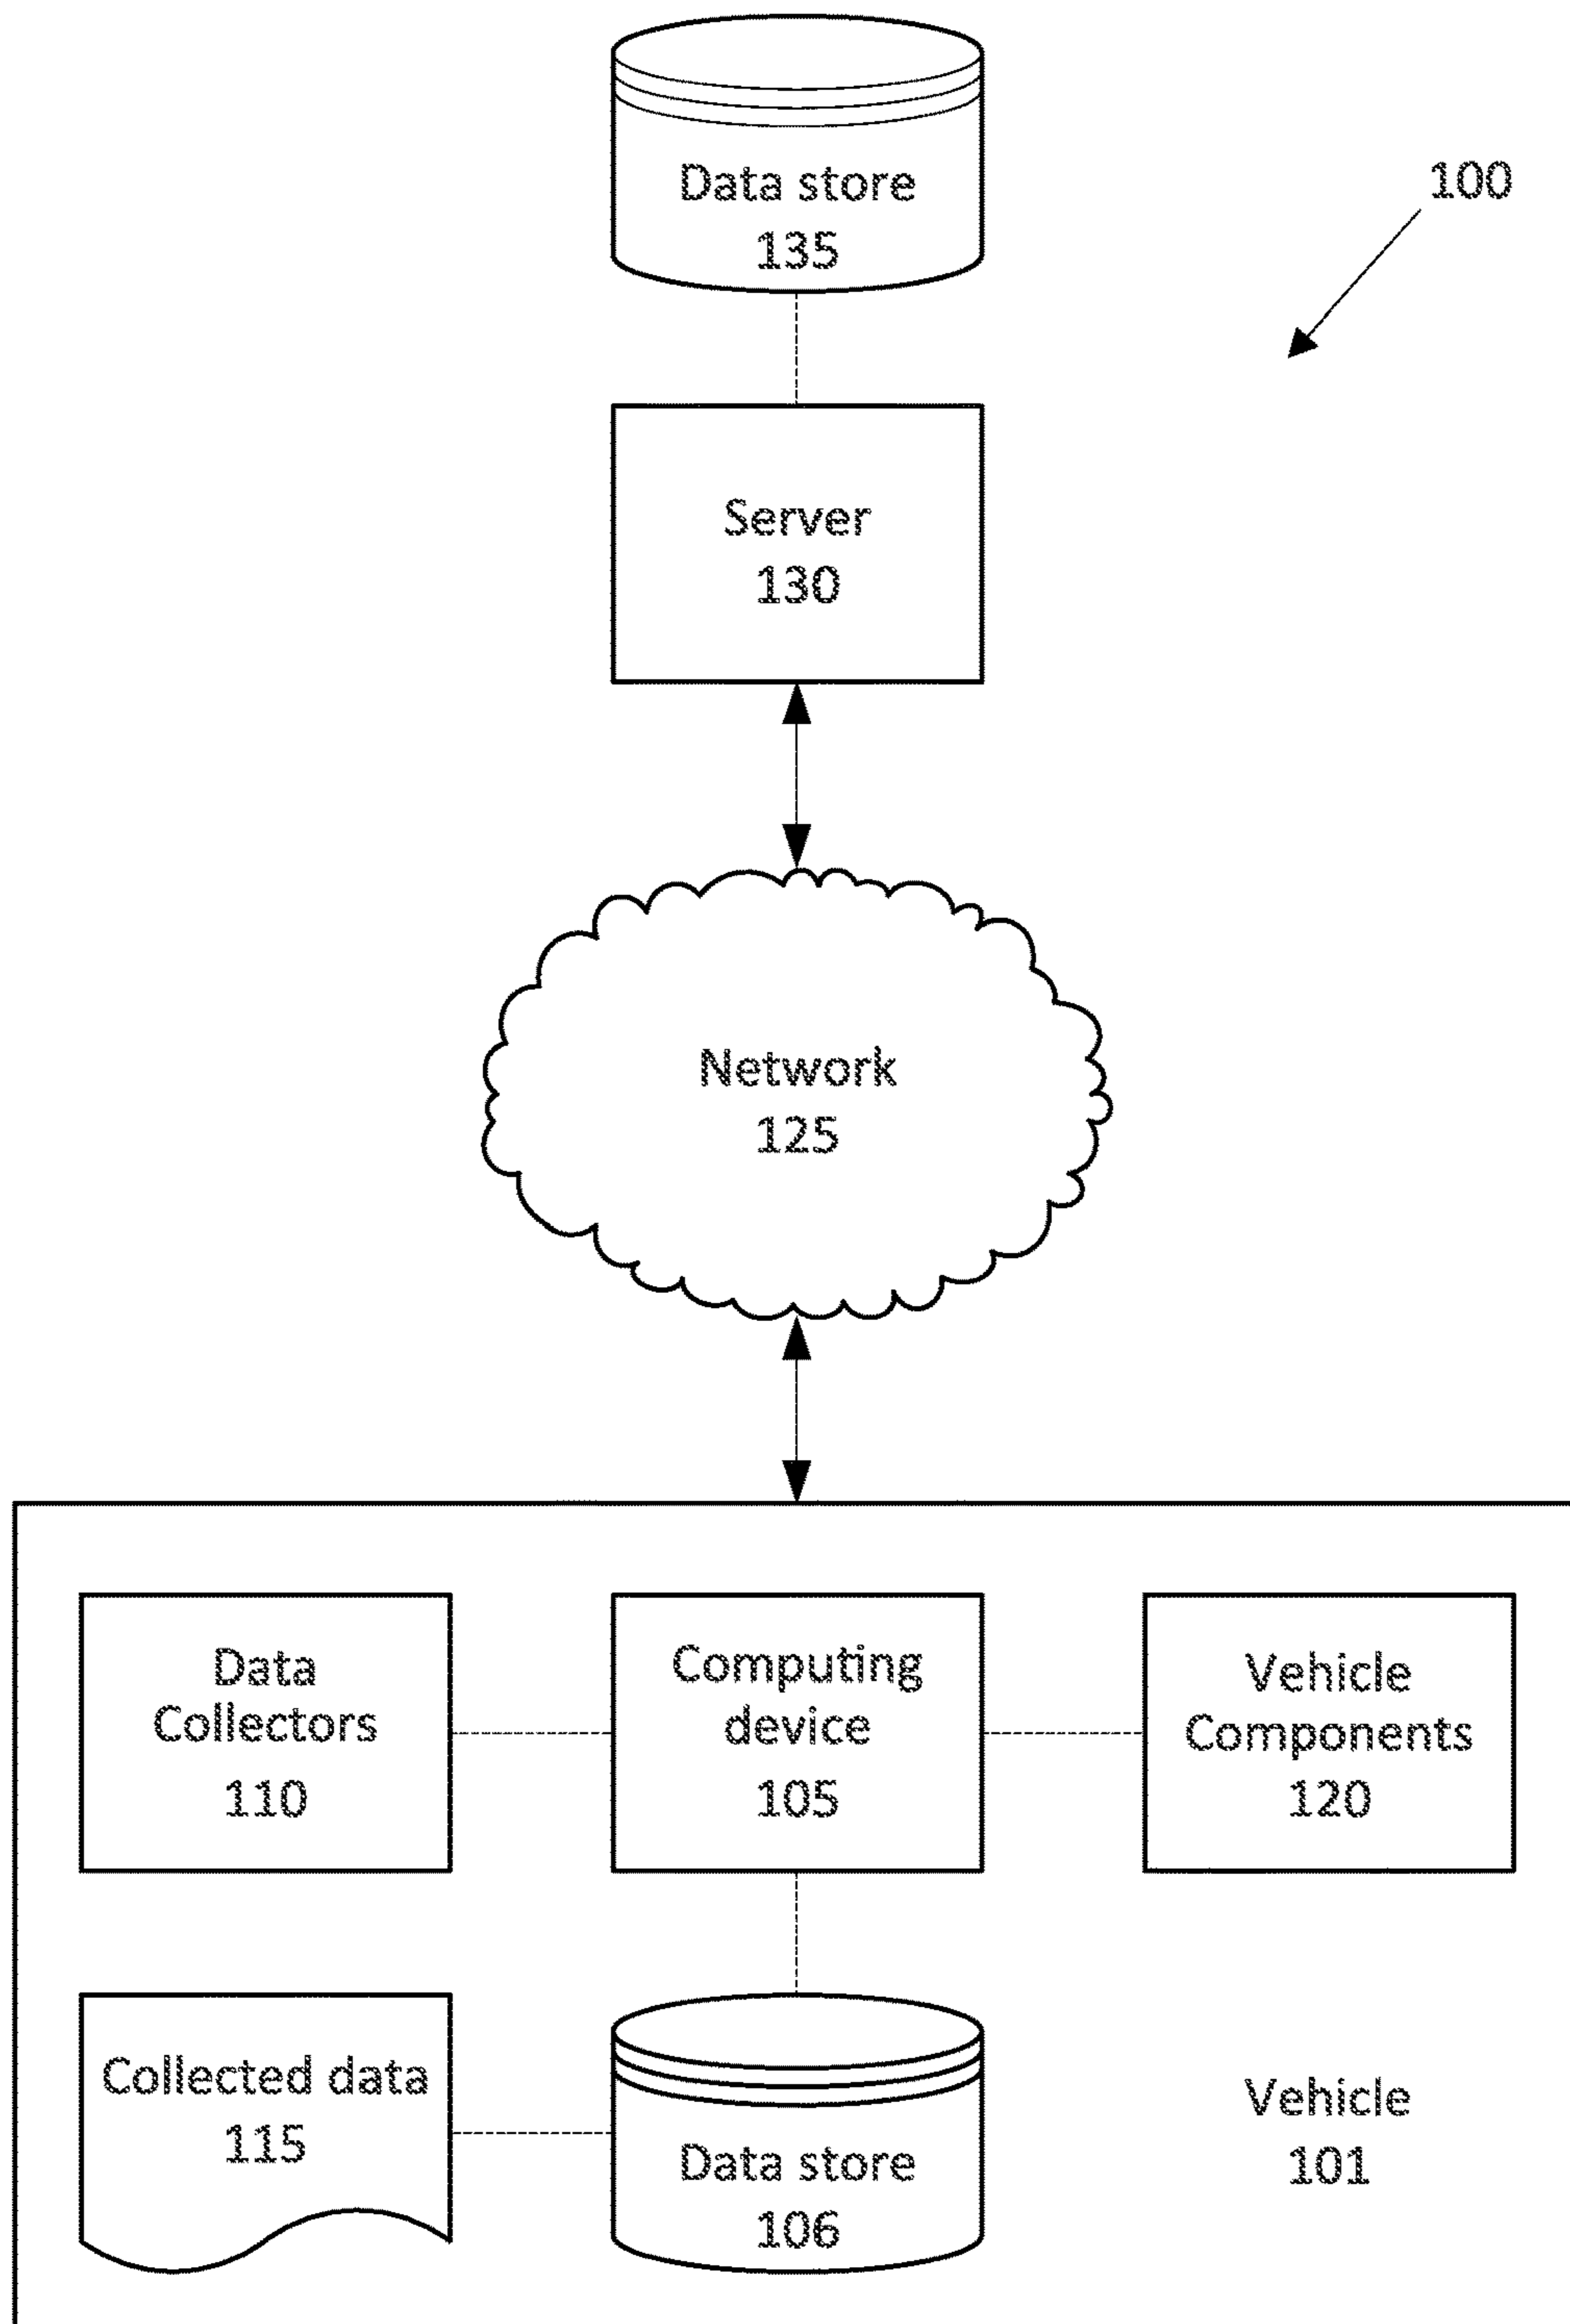 Data store
135
100
Server
130
Network
125
Data
Collectors
110
Computing
device
105
Vehicle
Components
120
Collected data
115
Data store
106
Vehicle
101